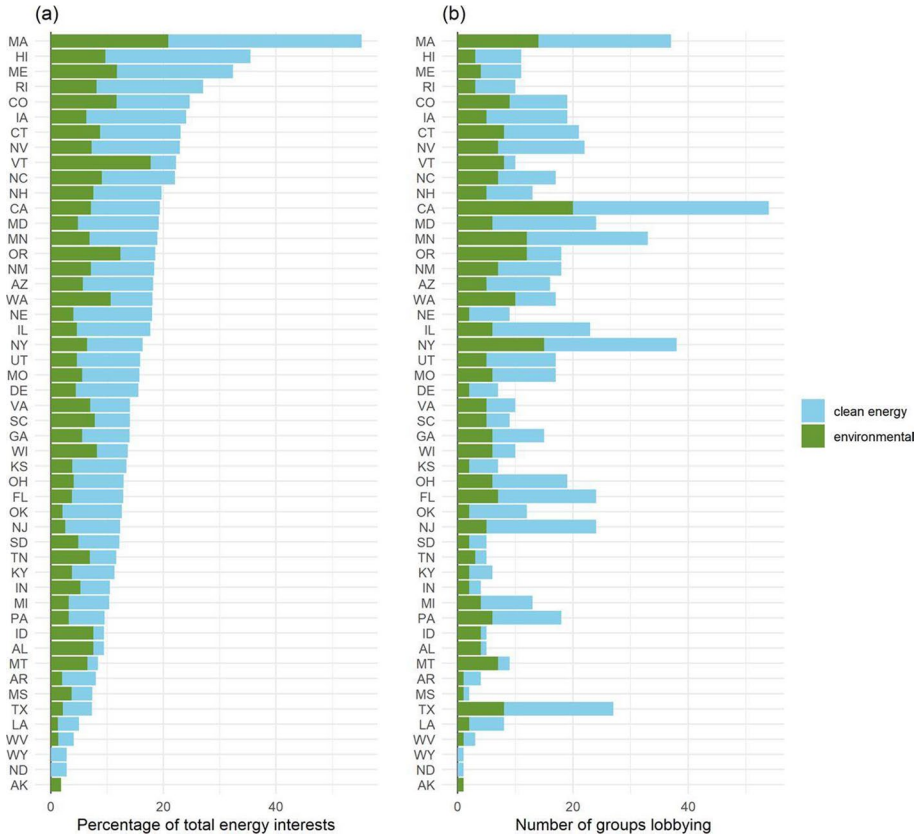 (a)
MA
HI
ME
RI
CO
IA
CT
NV
VT
NC
NH
CA
MD
MN
OR
NM
AZ
WA
NE
IL
NY
UT
MO
DE
VA
SC
GA
WI
KS
OH
FL
OK
NJ
SD
TN
KY
IN
MI
PA
ID
AL
MT
AR
MS
TX
LA
WV
WY
ND
AK
0 20 40
Percentage of total energy interests
(b)
MA
HI
ME
RI
CO
IA
CT
NV
VT
NC
NH
CA
MD
MN
OR
NM
AZ
WA
NE
IL
NY
UT
MO
DE
VA
SC
GA
WI
KS
OH
FL
OK
NJ
SD
TN
KY
IN
MI
PA
ID
AL
MT
AR
MS
TX
LA
WV
WY
ND
AK
0 20 40
Number of groups lobbying
clean energy
environmental